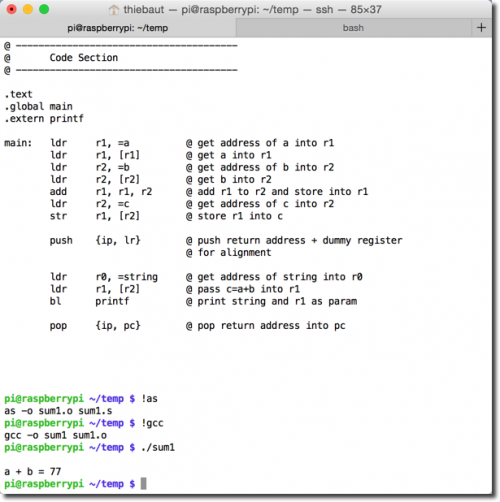 thiebaut — pi@raspberrypi: ~/temp — ssh — 85×37
pi@raspberrypi: ~/temp bash +
@ ---------------------------------------
@       Code Section
@ ---------------------------------------
.text
.global main
.extern printf
main:   ldr     r1, =a          @ get address of a into r1
        ldr     r1, [r1]        @ get a into r1
        ldr     r2, =b          @ get address of b into r2
        ldr     r2, [r2]        @ get b into r2
        add     r1, r1, r2      @ add r1 to r2 and store into r1
        ldr     r2, =c          @ get address of c into r2
        str     r1, [r2]        @ store r1 into c
        push    {ip, lr}        @ push return address + dummy register
                                @ for alignment
        ldr     r0, =string     @ get address of string into r0
        ldr     r1, [r2]        @ pass c=a+b into r1
        bl      printf          @ print string and r1 as param
        pop     {ip, pc}        @ pop return address into pc
pi@raspberrypi ~/temp $ !as
as -o sum1.o sum1.s
pi@raspberrypi ~/temp $ !gcc
gcc -o sum1 sum1.o
pi@raspberrypi ~/temp $ ./sum1
a + b = 77
pi@raspberrypi ~/temp $